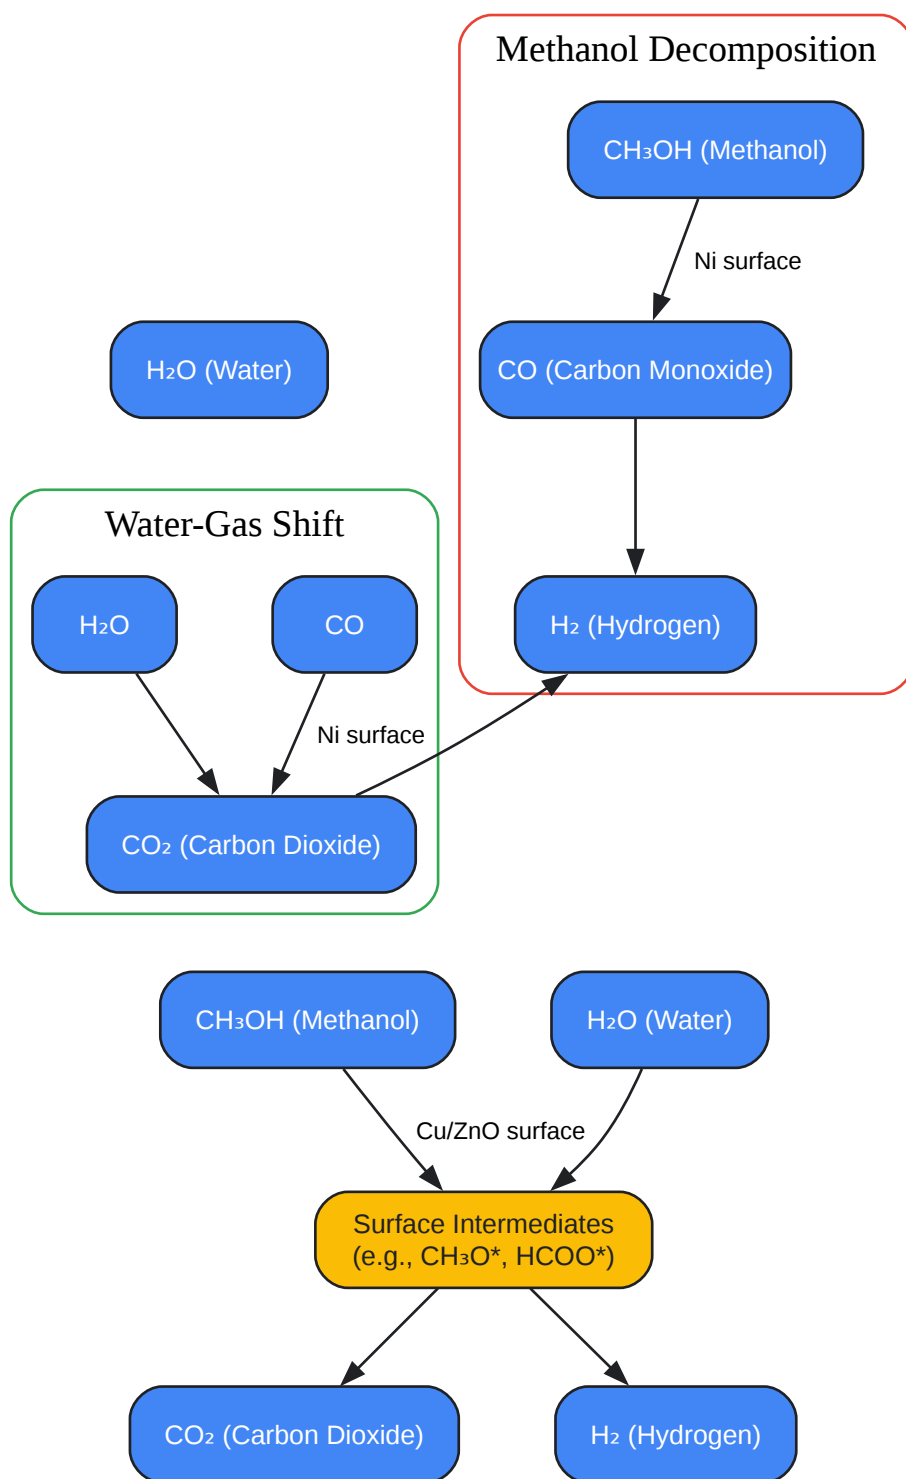 Methanol Decomposition
CH₃OH (Methanol)
Ni surface
H₂O (Water)
CO (Carbon Monoxide)
Water-Gas Shift
H₂O
CO
H₂ (Hydrogen)
Ni surface
CO₂ (Carbon Dioxide)
CH₃OH (Methanol)
H₂O (Water)
Cu/ZnO surface
Surface Intermediates
(e.g., CH₃O*, HCOO*)
CO₂ (Carbon Dioxide)
H₂ (Hydrogen)